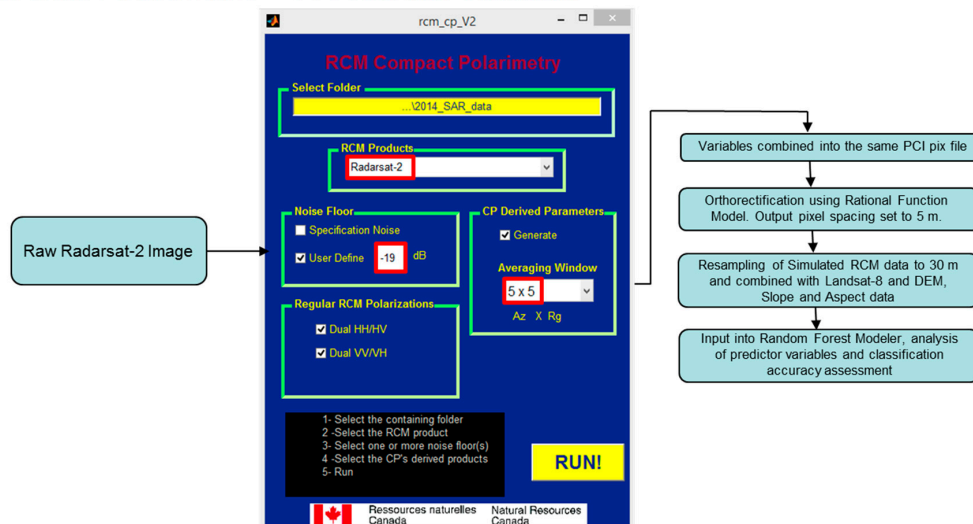 rcm_cp_V2
RCM Compact Polarimetry
Select Folder
...\2014_SAR_data
RCM Products
Radarsat-2
Noise Floor
Specification Noise
User Define
-19
dB
CP Derived Parameters
Generate
Averaging Window
5 x 5
Az X Rg
Regular RCM Polarizations
Dual HH/HV
Dual VV/VH
1- Select the containing folder
2 -Select the RCM product
3- Select one or more noise floor(s)
4 -Select the CP's derived products
5- Run
RUN!
Ressources naturelles
Canada
Natural Resources
Canada
Raw Radarsat-2 Image
Variables combined into the same PCI pix file
Orthorectification using Rational Function
Model. Output pixel spacing set to 5 m.
Resampling of Simulated RCM data to 30 m
and combined with Landsat-8 and DEM,
Slope and Aspect data
Input into Random Forest Modeler, analysis
of predictor variables and classification
accuracy assessment